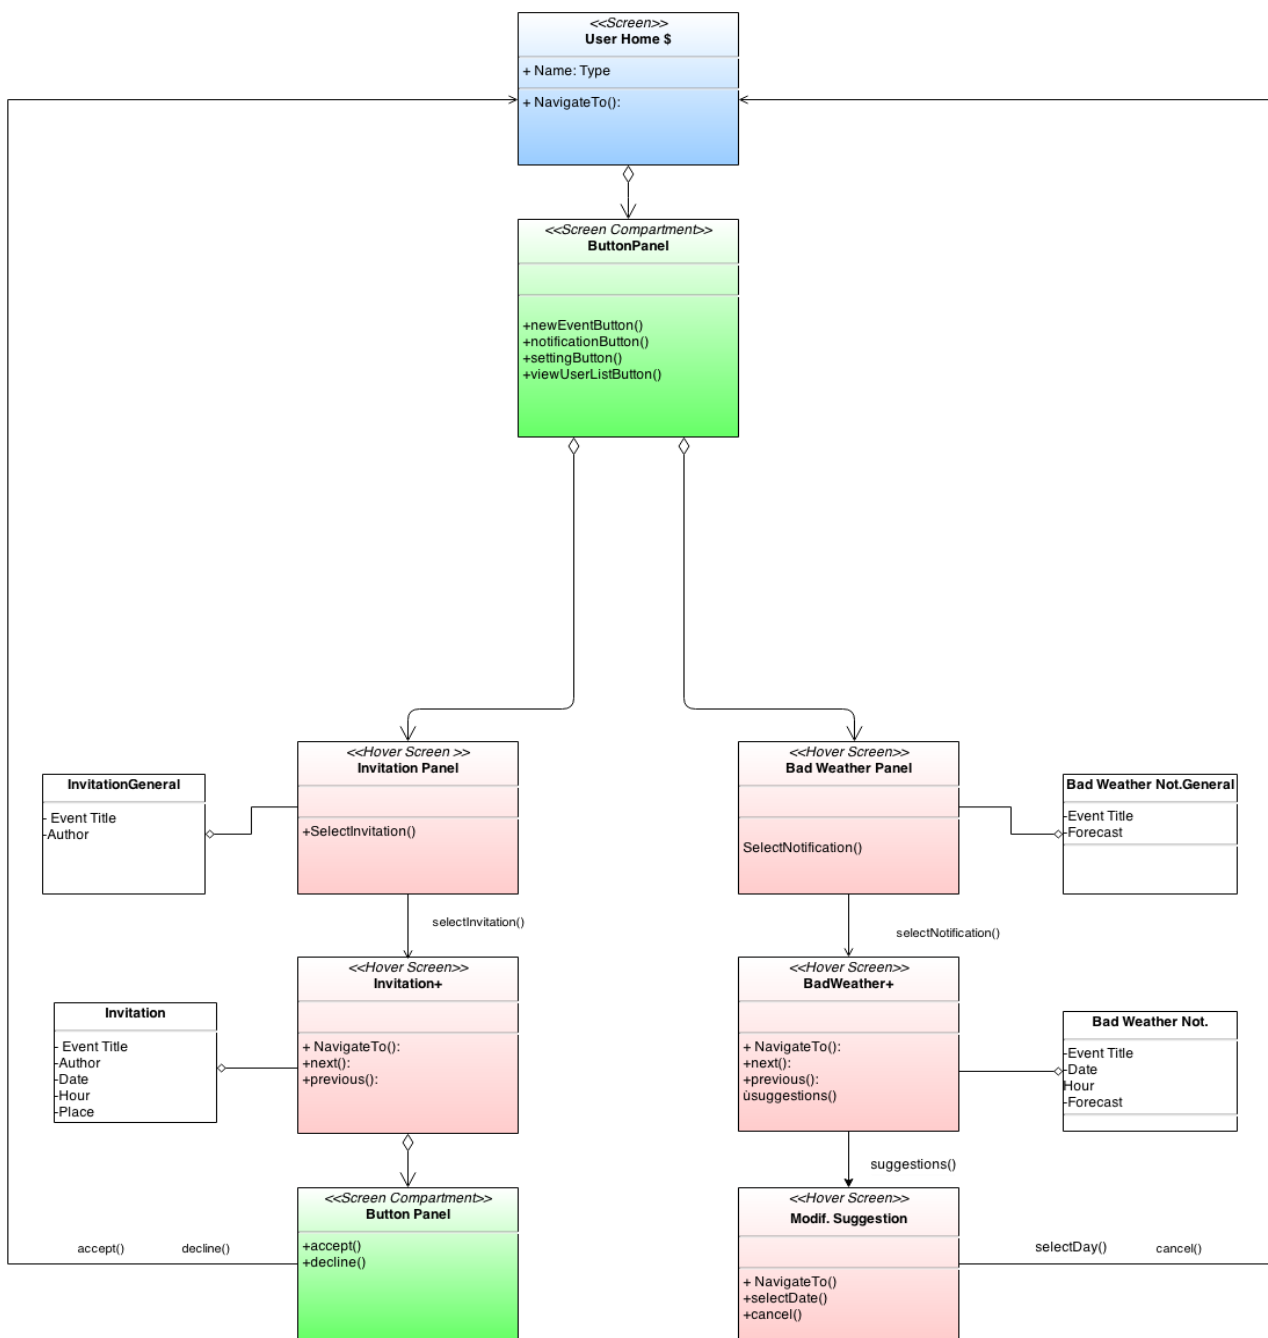 <<Screen>>
User Home $
+ Name: Type
+ NavigateTo():
<<Screen Compartment>>
ButtonPanel
+newEventButton()
+notificationButton()
+settingButton()
+viewUserListButton()
<<Hover Screen >>
Invitation Panel
+SelectInvitation()
InvitationGeneral
- Event Title
-Author
<<Hover Screen>>
Bad Weather Panel
SelectNotification()
Bad Weather Not.General
-Event Title
-Forecast
selectInvitation()
selectNotification()
<<Hover Screen>>
Invitation+
+ NavigateTo():
+next():
+previous():
Invitation
- Event Title
-Author
-Date
-Hour
-Place
<<Hover Screen>>
BadWeather+
+ NavigateTo():
+next():
+previous():
ùsuggestions()
Bad Weather Not.
-Event Title
-Date
Hour
-Forecast
suggestions()
<<Screen Compartment>>
Button Panel
+accept()
+decline()
accept()
decline()
<<Hover Screen>>
Modif. Suggestion
+ NavigateTo()
+selectDate()
+cancel()
selectDay()
cancel()